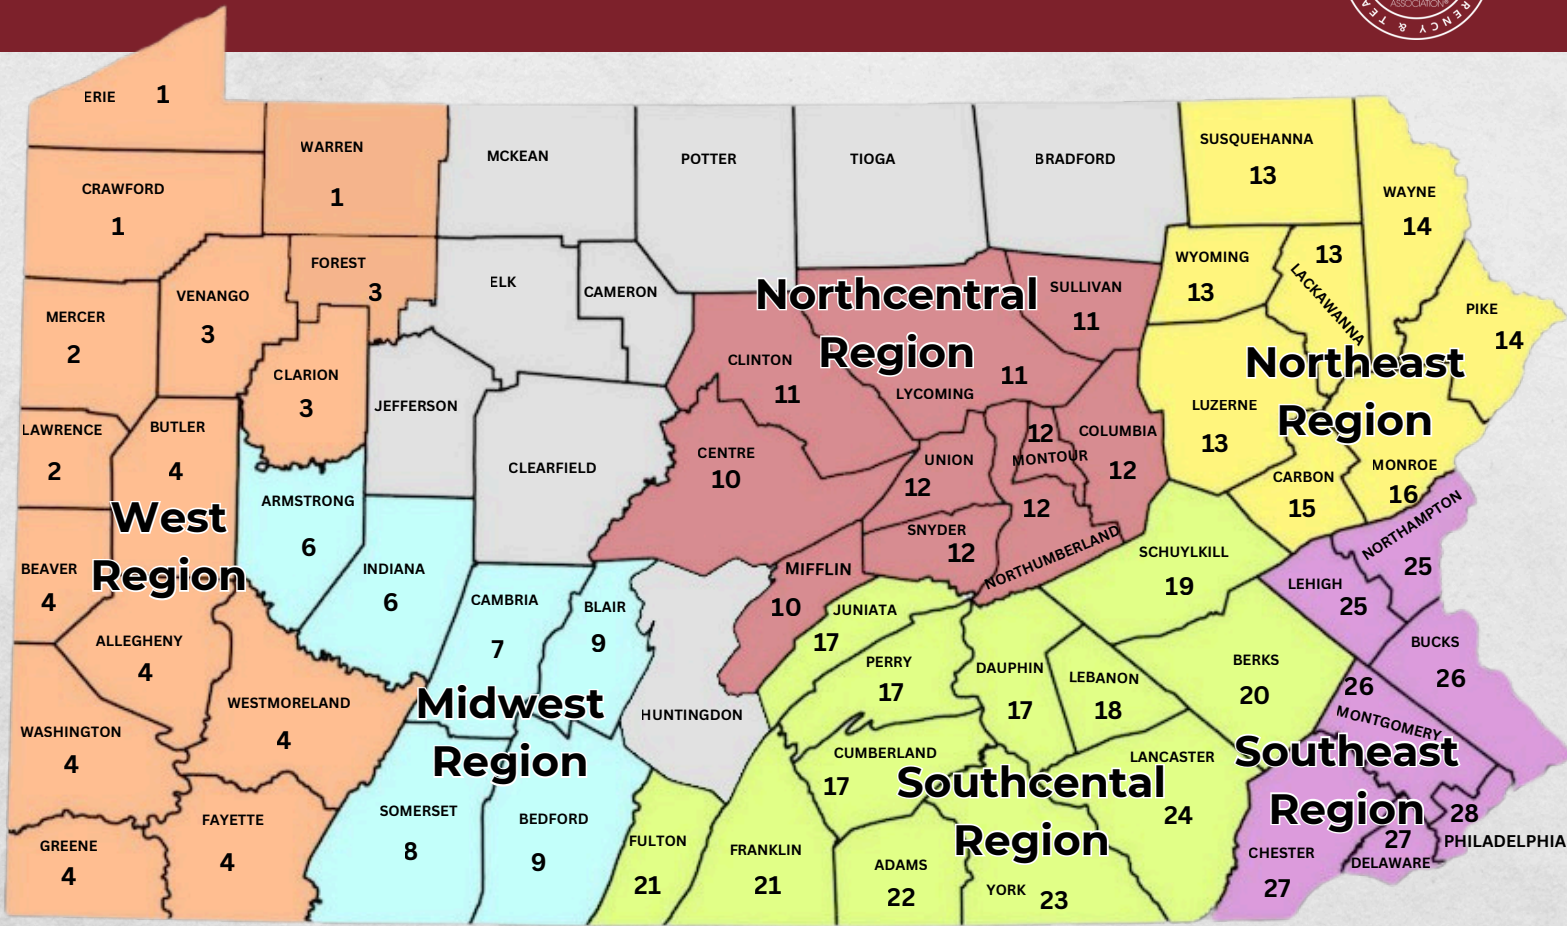 ASSOCIATION®
ERIE 1
WARREN
1
MCKEAN
POTTER
TIOGA
BRADFORD
SUSQUEHANNA
13
CRAWFORD
1
WAYNE
14
FOREST
3
VENANGO
3
ELK
CAMERON
WYOMING
13
13
LACKAWANNA
PIKE
14
MERCER
2
Northcentral
Region
SULLIVAN
11
CLINTON
11
LYCOMING
11
Northeast
Region
CLARION
3
JEFFERSON
LUZERNE
13
LAWRENCE
2
BUTLER
4
CLEARFIELD
CENTRE
10
UNION
12
12
MONTOUR
COLUMBIA
12
CARBON
15
MONROE
16
West
Region
ARMSTRONG
6
12
NORTHUMBERLAND
SNYDER
12
NORTHAMPTON
25
BEAVER
4
INDIANA
6
MIFFLIN
10
SCHUYLKILL
19
LEHIGH
25
CAMBRIA
7
BLAIR
9
JUNIATA
17
ALLEGHENY
4
BUCKS
26
PERRY
17
DAUPHIN
17
LEBANON
18
BERKS
20
26
MONTGOMERY
WESTMORELAND
4
Midwest
Region
HUNTINGDON
WASHINGTON
4
CUMBERLAND
17
Southcental
Region
LANCASTER
24
Southeast
Region
SOMERSET
8
BEDFORD
9
FAYETTE
4
GREENE
4
FULTON
21
FRANKLIN
21
ADAMS
22
YORK 23
CHESTER
27
27
DELAWARE
28
PHILADELPHIA